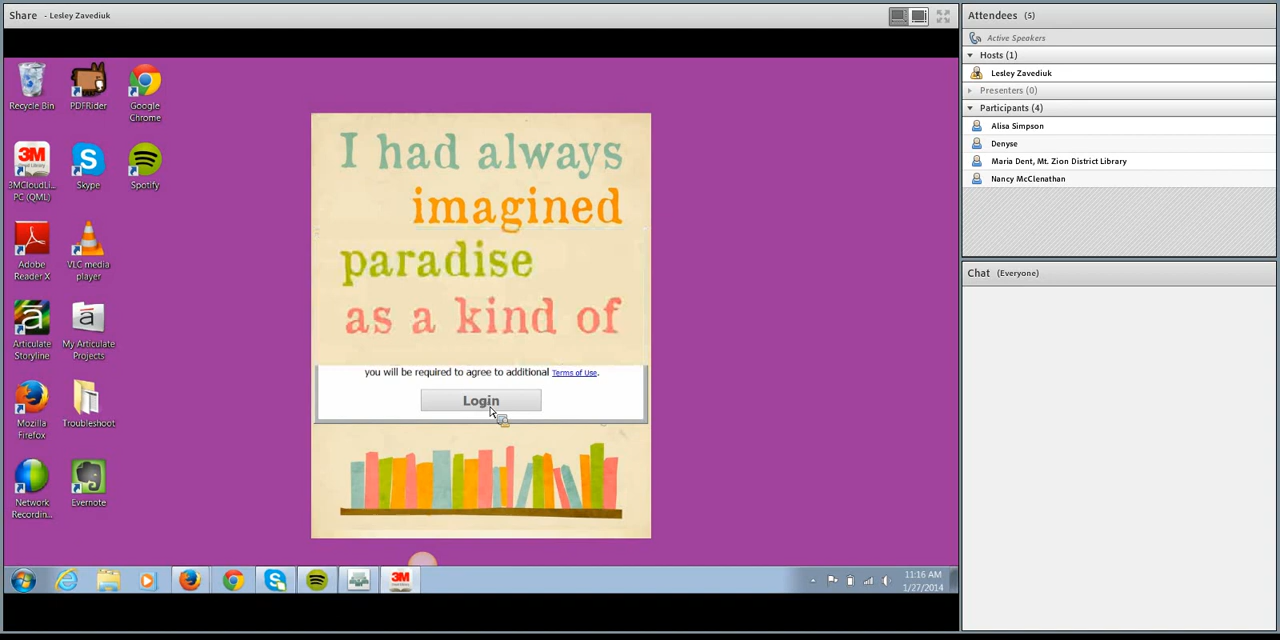 Share - Lesley Zavediuk
Attendees (5)
Active Speakers
Hosts (1)
Lesley Zavediuk
Presenters (0)
Participants (4)
Alisa Simpson
Denyse
Maria Dent, Mt. Zion District Library
Nancy McClenathan
Chat (Everyone)
Recycle Bin
PDFRider
Google
Chrome
3M
3MCloudLi...
PC (QML)
Skype
Spotify
Adobe
Reader X
VLC media
player
Articulate
Storyline
My Articulate
Projects
Mozilla
Firefox
Troubleshoot
Network
Recordin...
Evernote
I had always
imagined
paradise
as a kind of
you will be required to agree to additional Terms of Use.
Login
3M
11:16 AM
1/27/2014